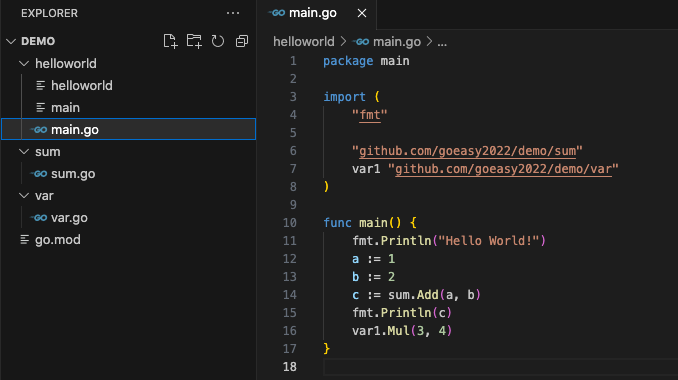 EXPLORER
DEMO
helloworld
helloworld
main
main.go
sum
sum.go
var
var.go
go.mod
main.go
helloworld > main.go > ...
1 package main
2
3 import (
4 "fmt"
5
6 "github.com/goeasy2022/demo/sum"
7 var1 "github.com/goeasy2022/demo/var"
8 )
9
10 func main() {
11 fmt.Println("Hello World!")
12 a := 1
13 b := 2
14 c := sum.Add(a, b)
15 fmt.Println(c)
16 var1.Mul(3, 4)
17 }
18